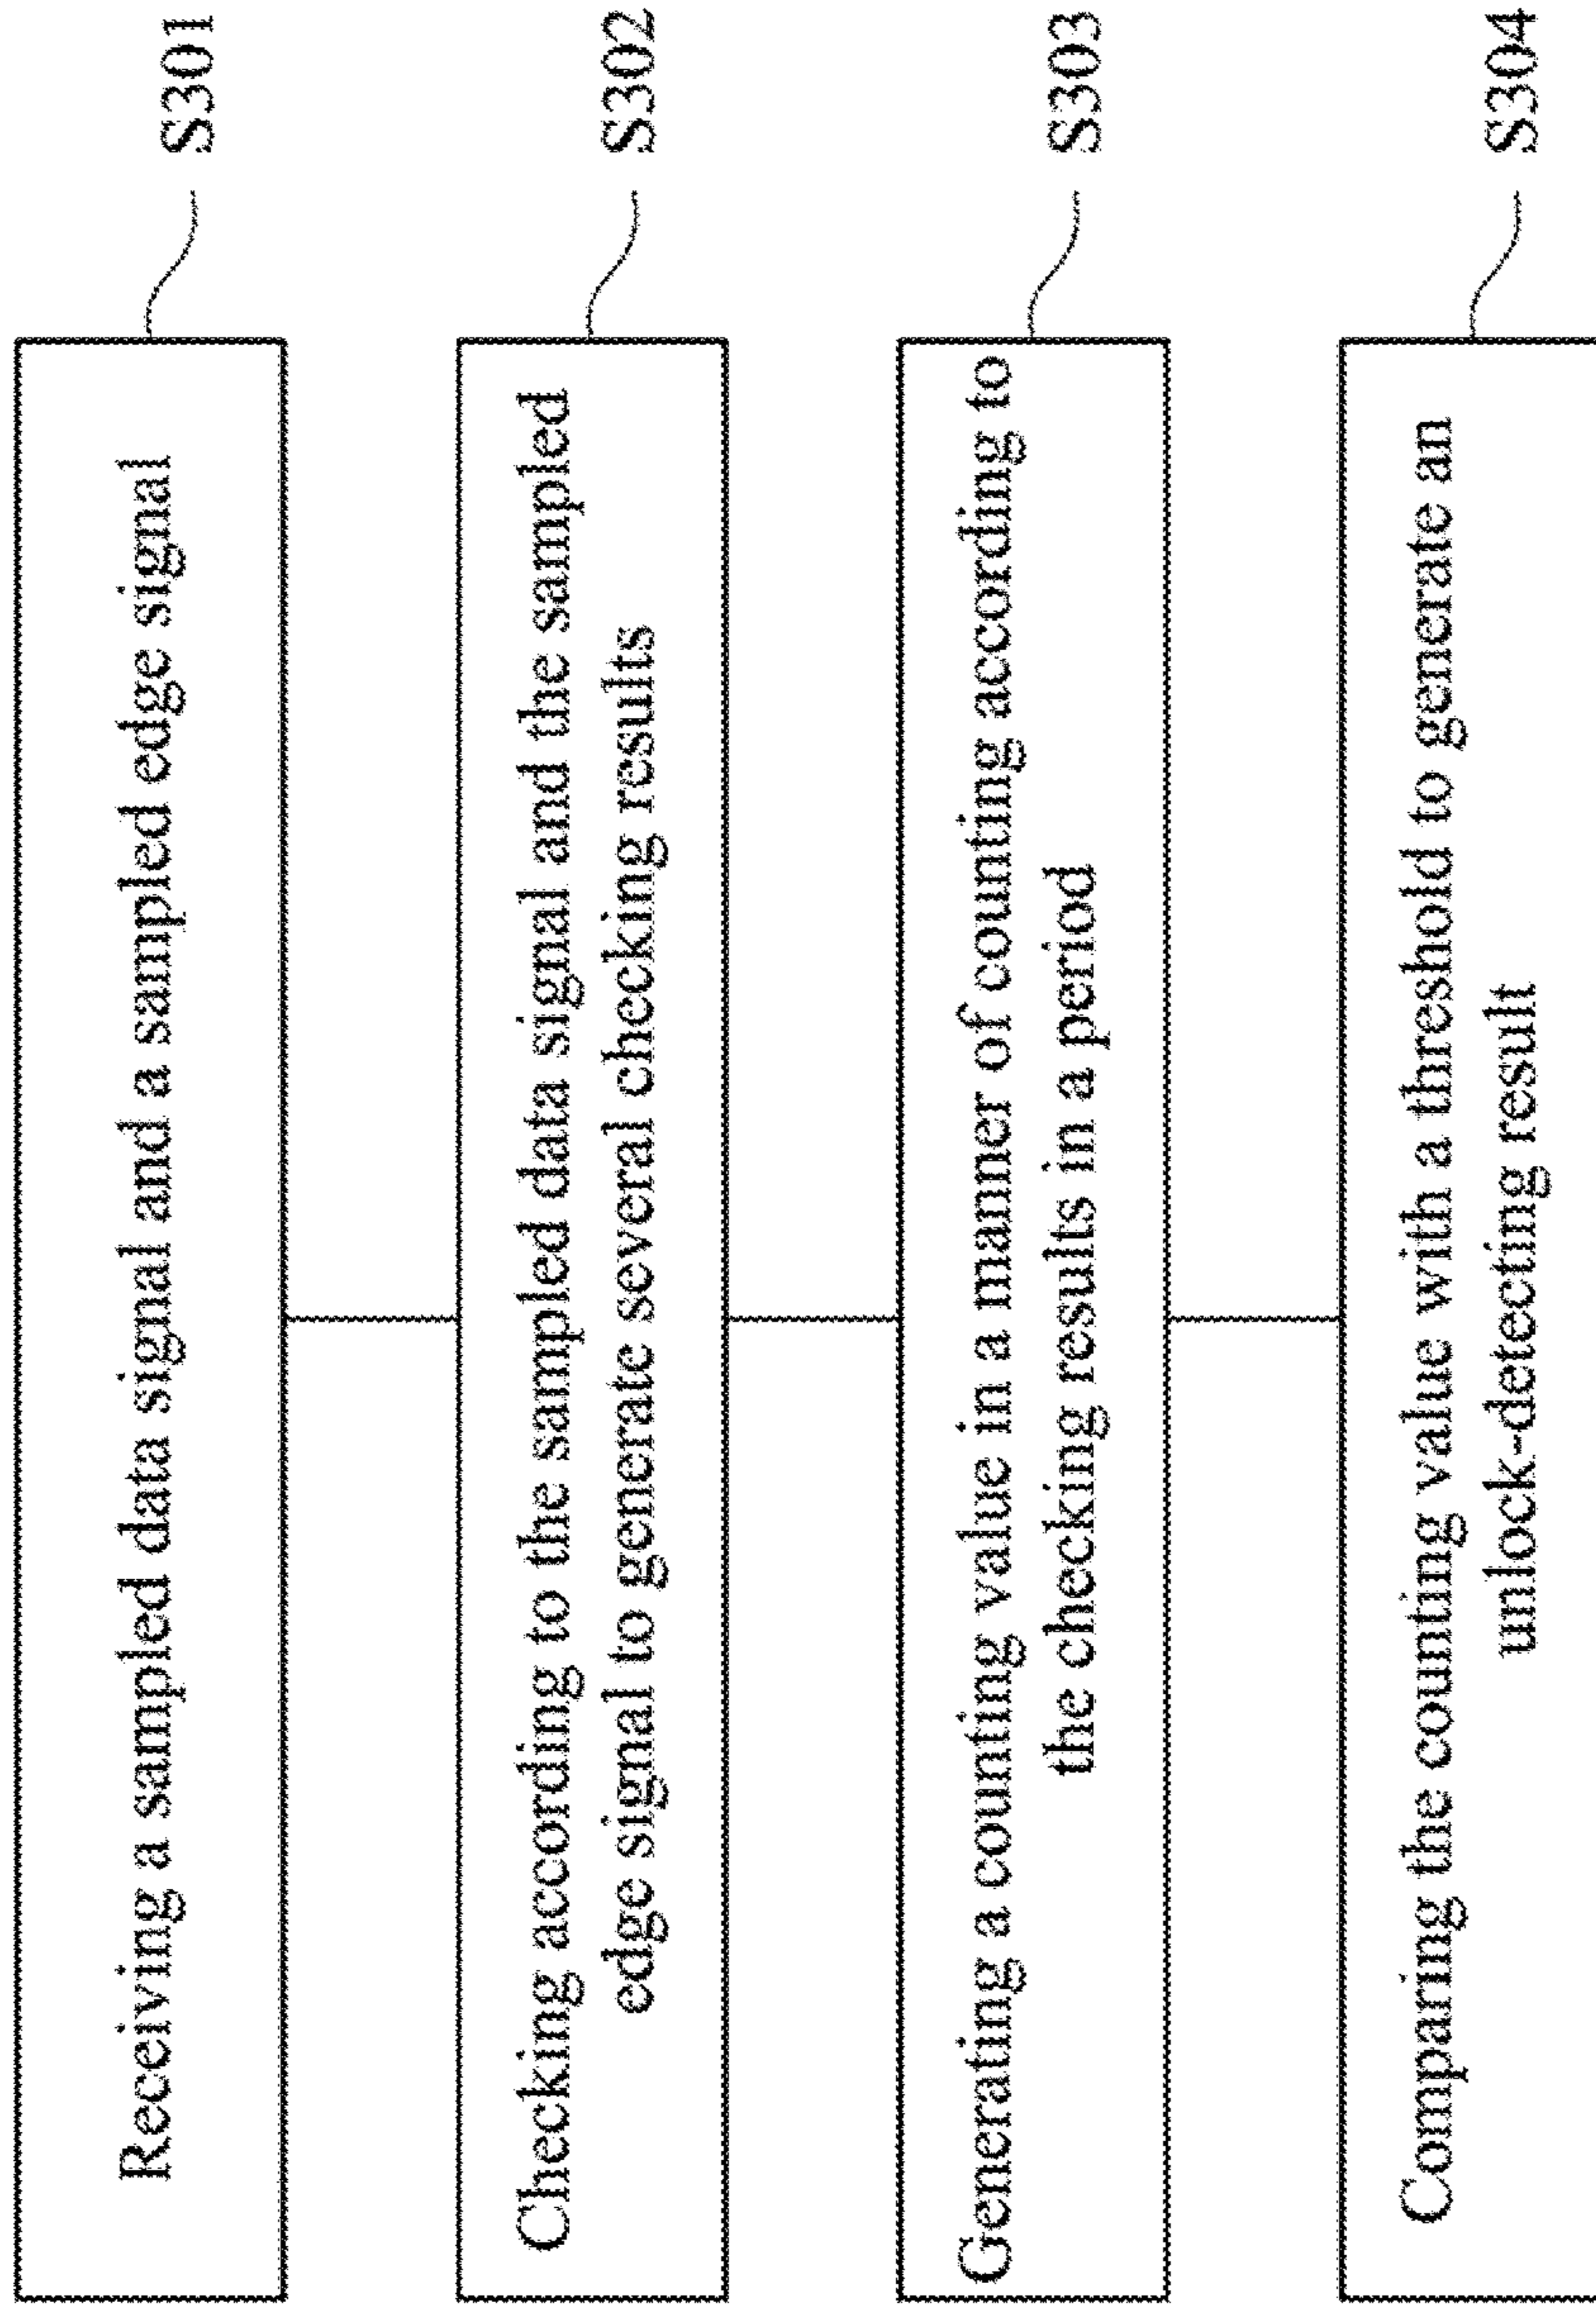 Receiving a sampled data signal and a sampled edge signal
S301
Checking according to the sampled data signal and the sampled
edge signal to generate several checking results
S302
Generating a counting value in a manner of counting according to
the checking results in a period
S303
Comparing the counting value with a threshold to generate an
unlock-detecting result
S304